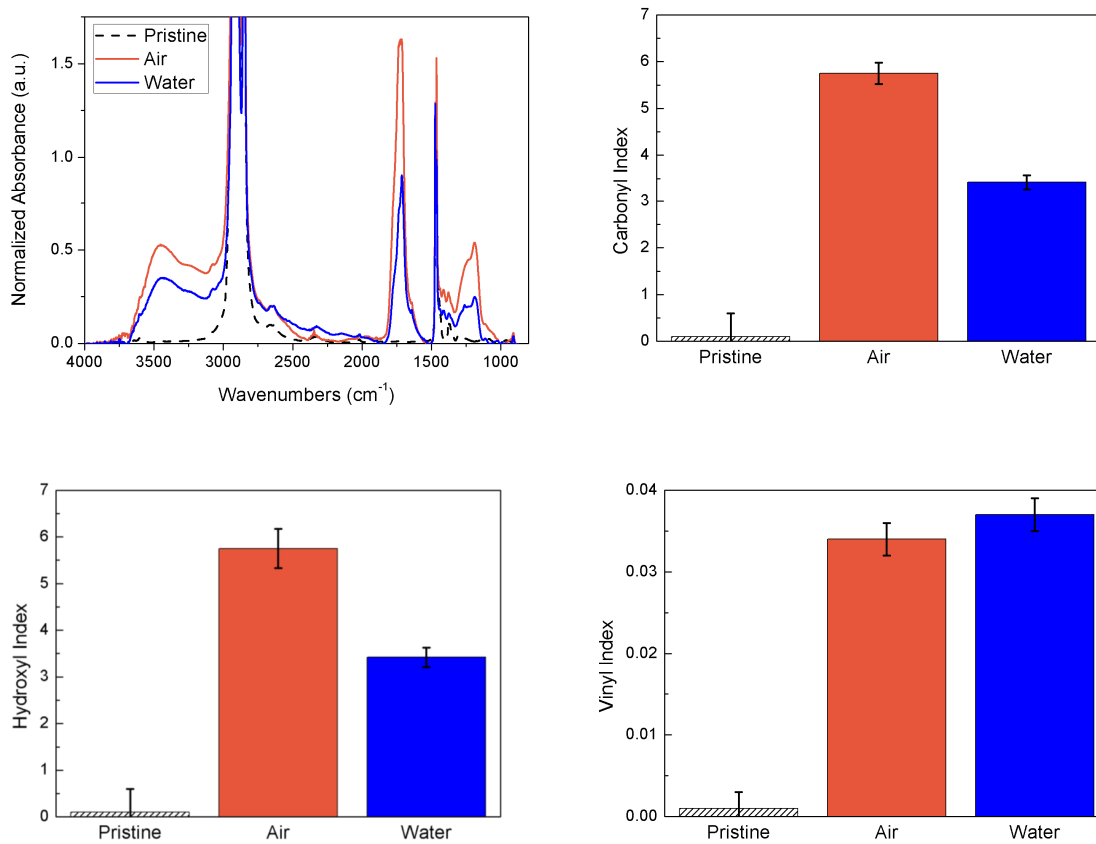 Pristine
Air
Water
Normalized Absorbance (a.u.)
1.5
1.0
0.5
0.0
4000 3500 3000 2500 2000 1500 1000
Wavenumbers (cm-1)
Carbonyl Index
7
6
5
4
3
2
1
0
Pristine Air Water
Hydroxyl Index
7
6
5
4
3
2
1
0
Pristine Air Water
Vinyl Index
0.04
0.03
0.02
0.01
0.00
Pristine Air Water